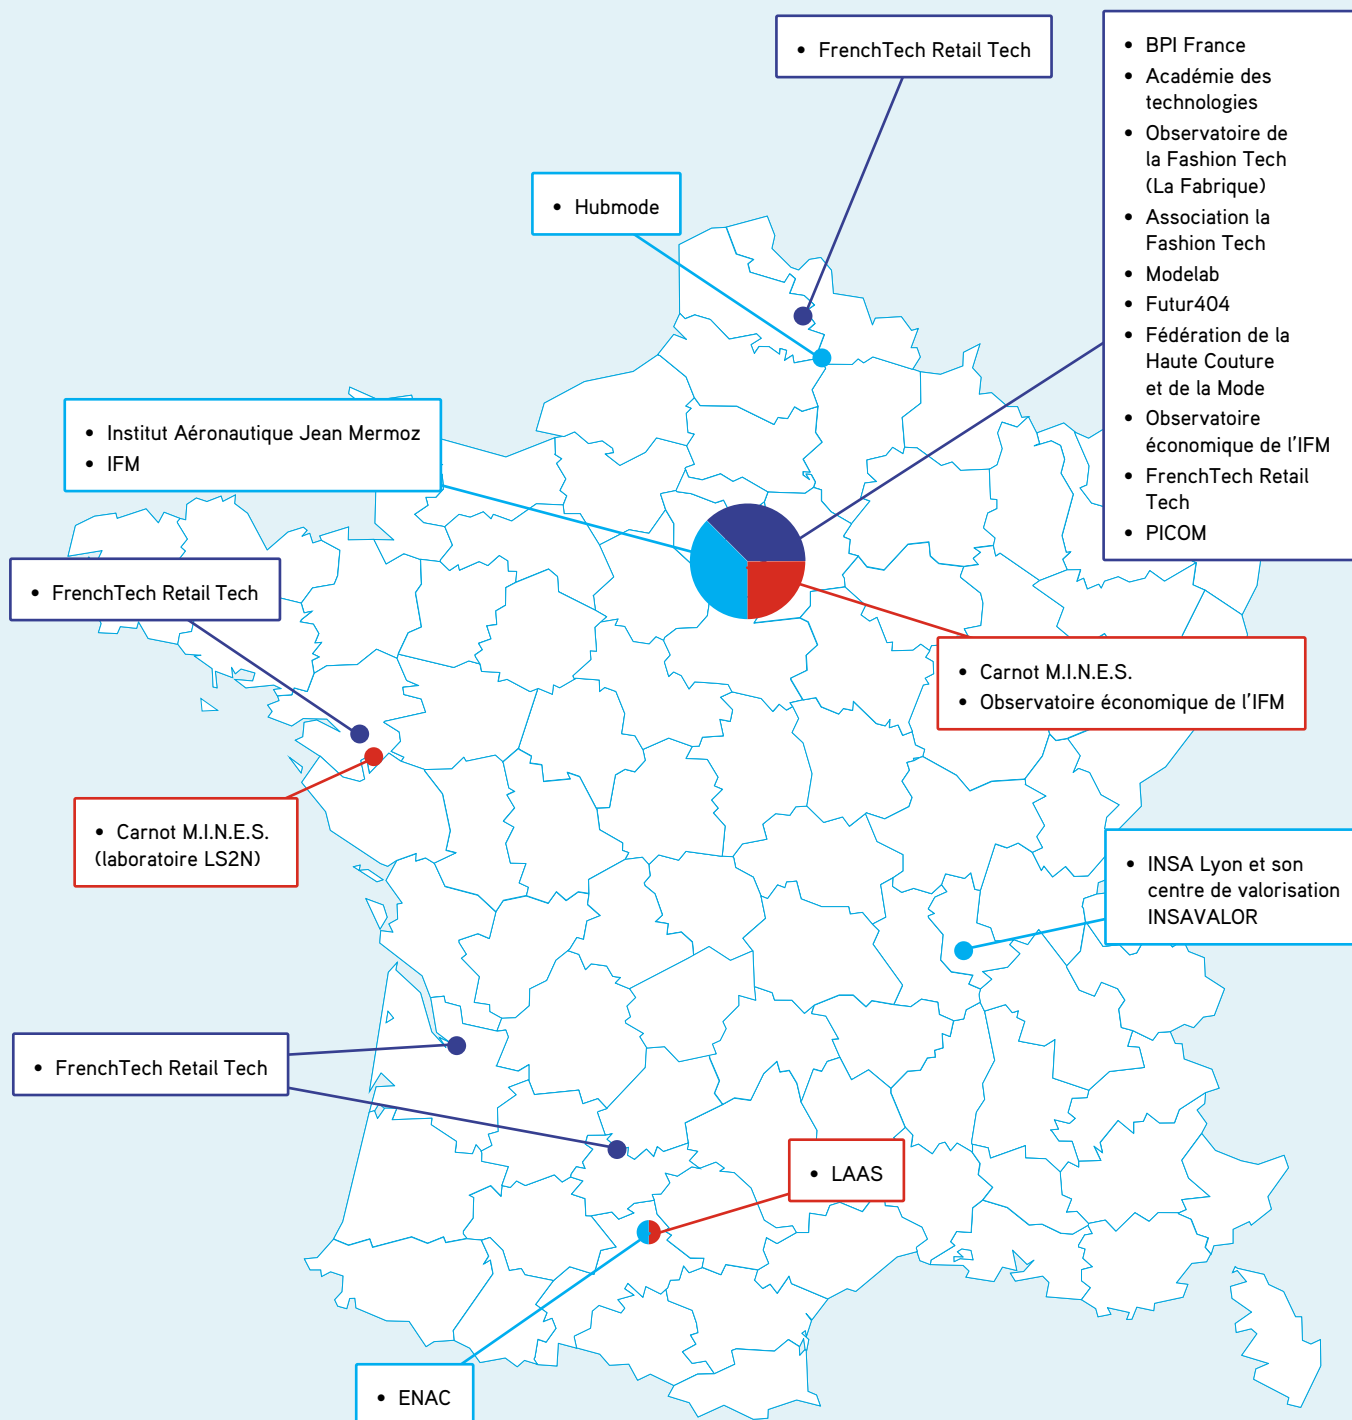 • FrenchTech Retail Tech
• BPI France
• Académie des
technologies
• Observatoire de
la Fashion Tech
(La Fabrique)
• Association la
Fashion Tech
• Modelab
• Futur404
• Fédération de la
Haute Couture
et de la Mode
• Observatoire
économique de l'IFM
• FrenchTech Retail
Tech
• PICOM
• Hubmode
• Institut Aéronautique Jean Mermoz
• IFM
• FrenchTech Retail Tech
• Carnot M.I.N.E.S.
• Observatoire économique de l'IFM
• Carnot M.I.N.E.S.
(laboratoire LS2N)
• INSA Lyon et son
centre de valorisation
INSAVALOR
• FrenchTech Retail Tech
• LAAS
• ENAC